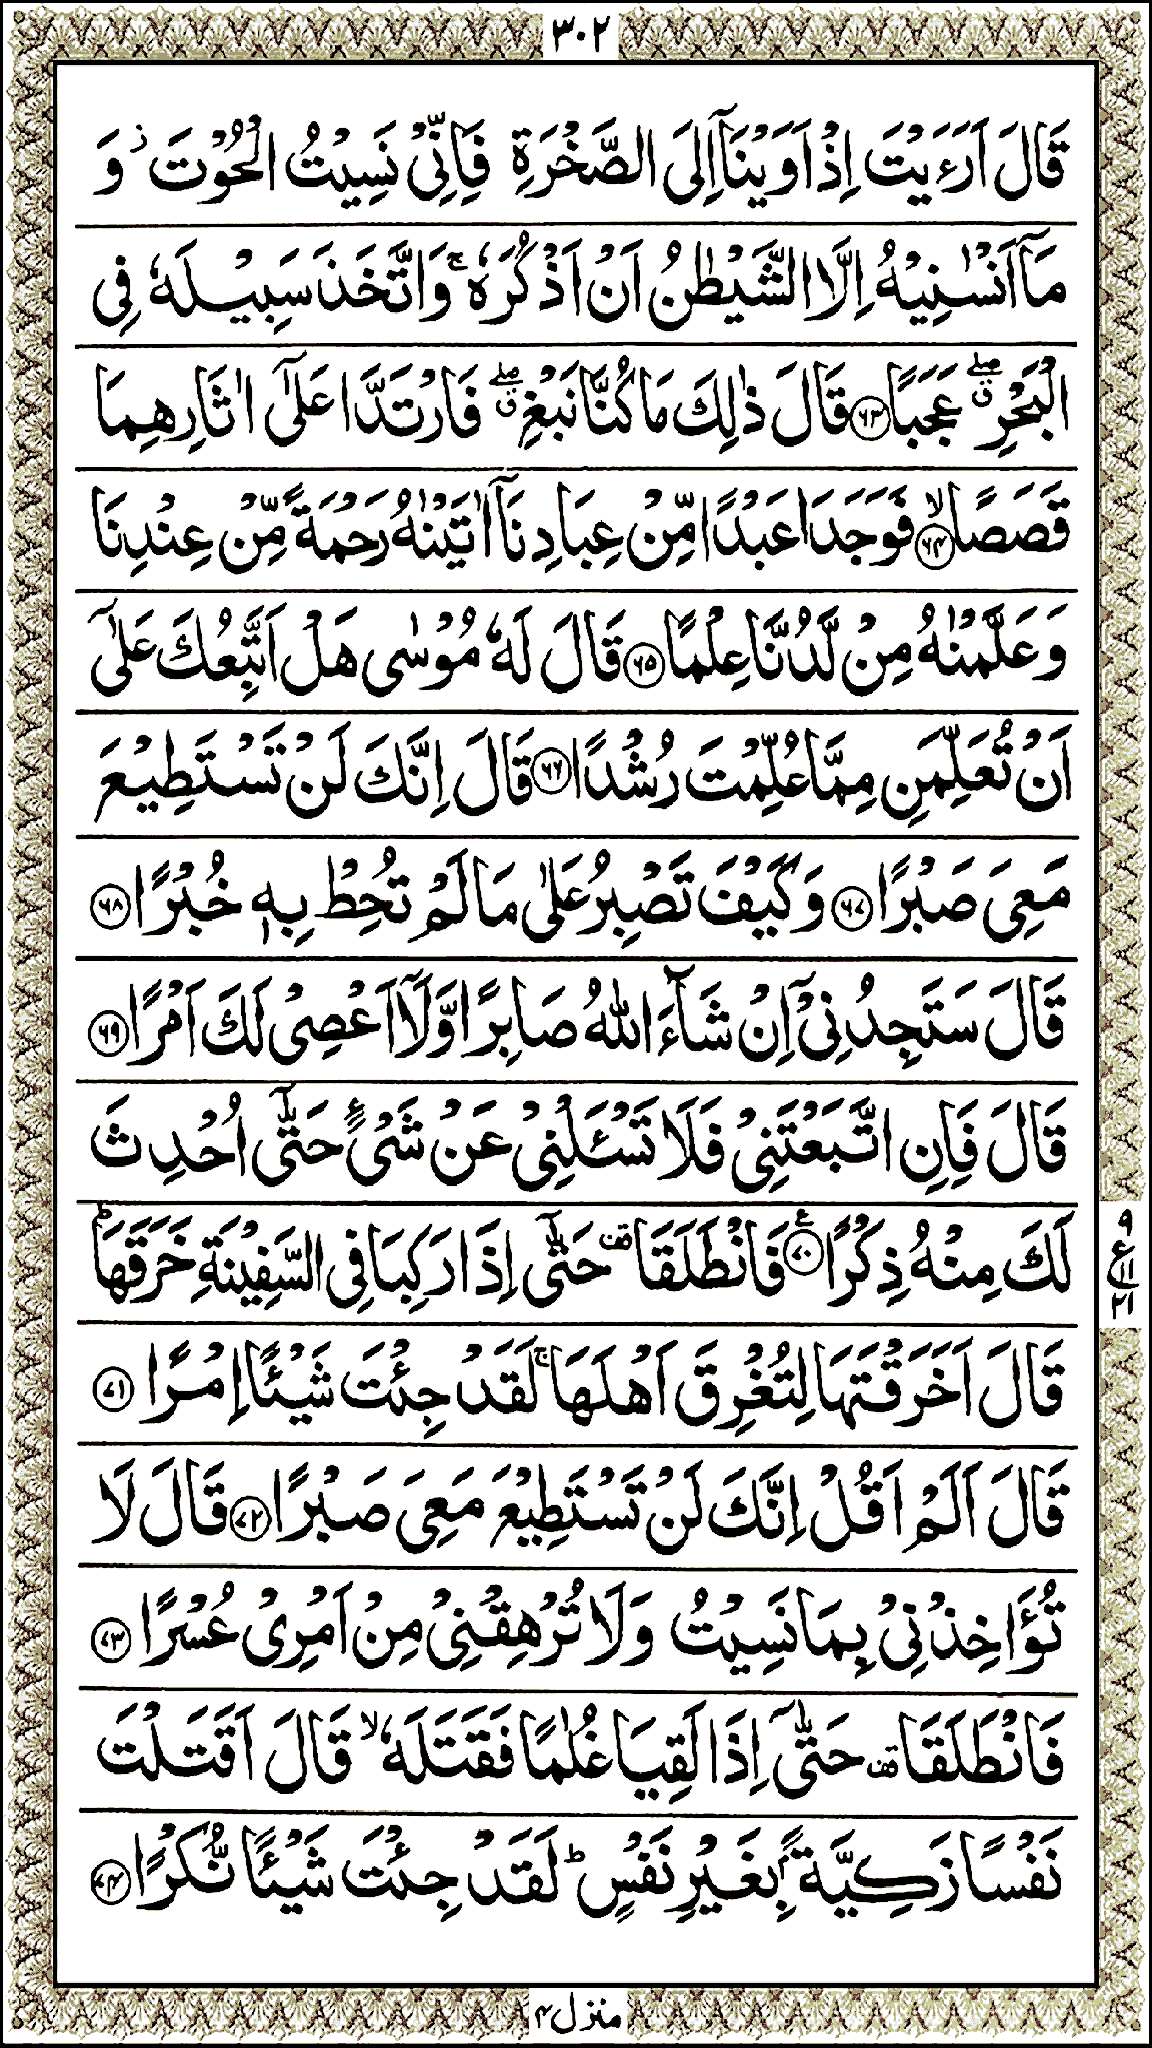 ٣٠٢
قَالَ اَرَءَيْتَ اِذْ اَوَيْنَاۤ اِلَى الصَّخْرَةِ فَاِنِّيْ نَسِيْتُ الْحُوْتَ ز وَ
مَاۤ اَنْسٰىنِيْهُ اِلَّا الشَّيْطٰنُ اَنْ اَذْكُرَهٗ ۚ وَاتَّخَذَ سَبِيْلَهٗ فِي
الْبَحْرِ ۖق عَجَبًا ﴿٦٣﴾ قَالَ ذٰلِكَ مَا كُنَّا نَبْغِ ۖق فَارْتَدَّا عَلٰۤى اٰثَارِهِمَا
قَصَصًا ۙ﴿٦٤﴾ فَوَجَدَا عَبْدًا مِّنْ عِبَادِنَاۤ اٰتَيْنٰهُ رَحْمَةً مِّنْ عِنْدِنَا
وَعَلَّمْنٰهُ مِنْ لَّدُنَّا عِلْمًا ﴿٦٥﴾ قَالَ لَهٗ مُوْسٰى هَلْ اَتَّبِعُكَ عَلٰۤى
اَنْ تُعَلِّمَنِ مِمَّا عُلِّمْتَ رُشْدًا ﴿٦٦﴾ قَالَ اِنَّكَ لَنْ تَسْتَطِيْعَ
مَعِيَ صَبْرًا ﴿٦٧﴾ وَكَيْفَ تَصْبِرُ عَلٰى مَا لَمْ تُحِطْ بِهٖ خُبْرًا ﴿٦٨﴾
قَالَ سَتَجِدُنِيْۤ اِنْ شَآءَ اللّٰهُ صَابِرًا وَّلَاۤ اَعْصِيْ لَكَ اَمْرًا ﴿٦٩﴾
قَالَ فَاِنِ اتَّبَعْتَنِيْ فَلَا تَسْـَٔلْنِيْ عَنْ شَيْءٍ حَتّٰۤى اُحْدِثَ
لَكَ مِنْهُ ذِكْرًا ﴿٧٠﴾ع فَانْطَلَقَا وقفة حَتّٰۤى اِذَا رَكِبَا فِي السَّفِيْنَةِ خَرَقَهَا ؕ
قَالَ اَخَرَقْتَهَا لِتُغْرِقَ اَهْلَهَا ۚ لَقَدْ جِئْتَ شَيْـًٔا اِمْرًا ﴿٧١﴾
قَالَ اَلَمْ اَقُلْ اِنَّكَ لَنْ تَسْتَطِيْعَ مَعِيَ صَبْرًا ﴿٧٢﴾ قَالَ لَا
تُؤَاخِذْنِيْ بِمَا نَسِيْتُ وَلَا تُرْهِقْنِيْ مِنْ اَمْرِيْ عُسْرًا ﴿٧٣﴾
فَانْطَلَقَا وقفة حَتّٰۤى اِذَا لَقِيَا غُلٰمًا فَقَتَلَهٗ ۙ قَالَ اَقَتَلْتَ
نَفْسًا زَكِيَّةًۢ بِغَيْرِ نَفْسٍ ؕ لَقَدْ جِئْتَ شَيْـًٔا نُّكْرًا ﴿٧٤﴾
٩
ع ١١
٢١
منزل ٤